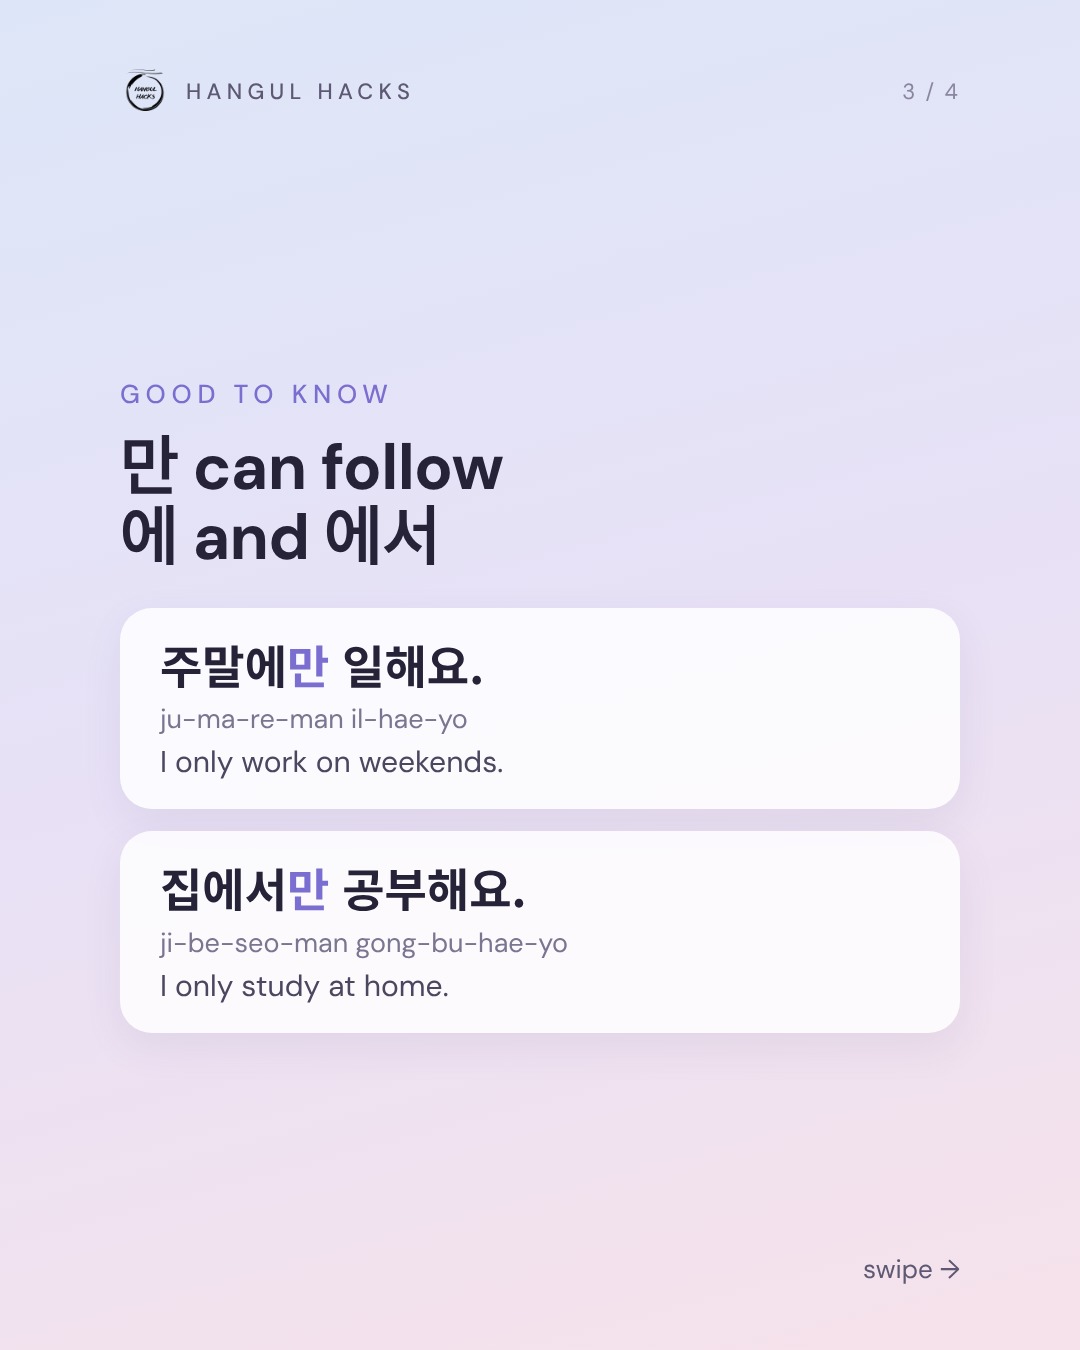 HANGUL HACKS
HANGUL HACKS
3 / 4
GOOD TO KNOW
만 can follow
에 and 에서
주말에만 일해요.
ju-ma-re-man il-hae-yo
I only work on weekends.
집에서만 공부해요.
ji-be-seo-man gong-bu-hae-yo
I only study at home.
swipe →